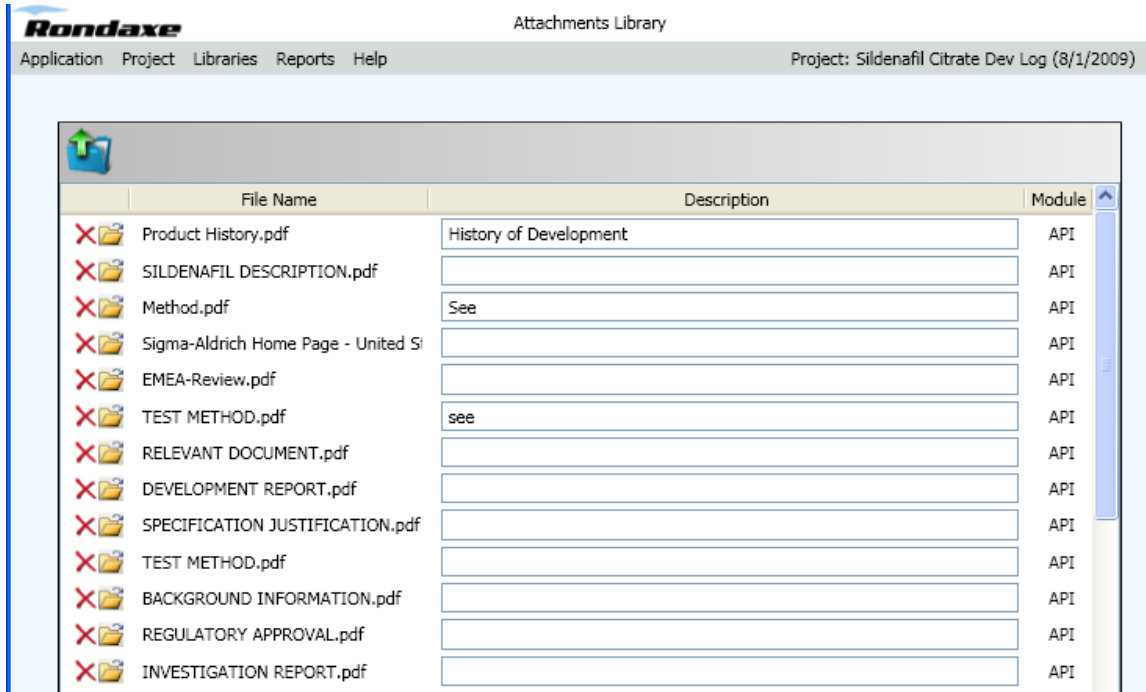 Rondaxe Attachments Library
Application Project Libraries Reports Help Project: Sildenafil Citrate Dev Log (8/1/2009)
File Name Description Module
Product History.pdf History of Development API
SILDENAFIL DESCRIPTION.pdf API
Method.pdf See API
Sigma-Aldrich Home Page - United St API
EMEA-Review.pdf API
TEST METHOD.pdf see API
RELEVANT DOCUMENT.pdf API
DEVELOPMENT REPORT.pdf API
SPECIFICATION JUSTIFICATION.pdf API
TEST METHOD.pdf API
BACKGROUND INFORMATION.pdf API
REGULATORY APPROVAL.pdf API
INVESTIGATION REPORT.pdf API